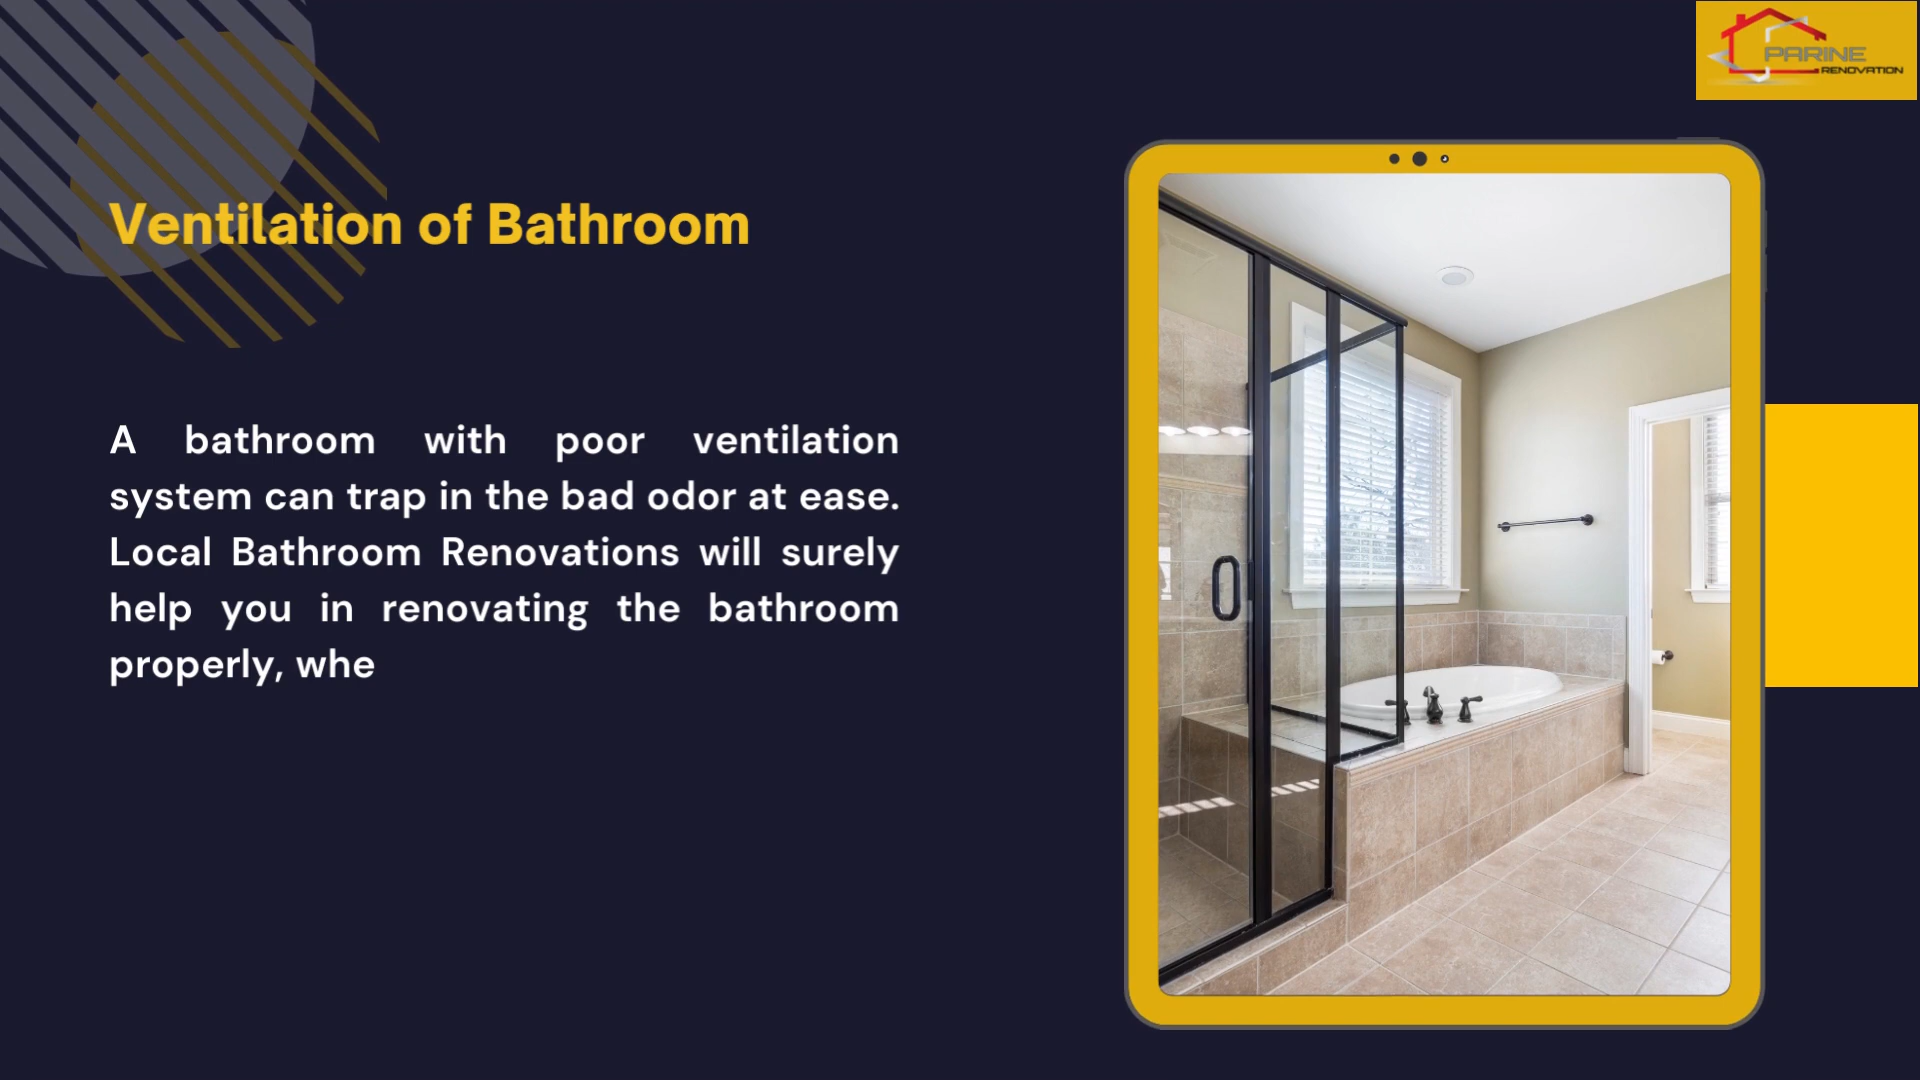 PARINE
RENOVATION
Ventilation of Bathroom
A bathroom with poor ventilation
system can trap in the bad odor at ease.
Local Bathroom Renovations will surely
help you in renovating the bathroom
properly, whe